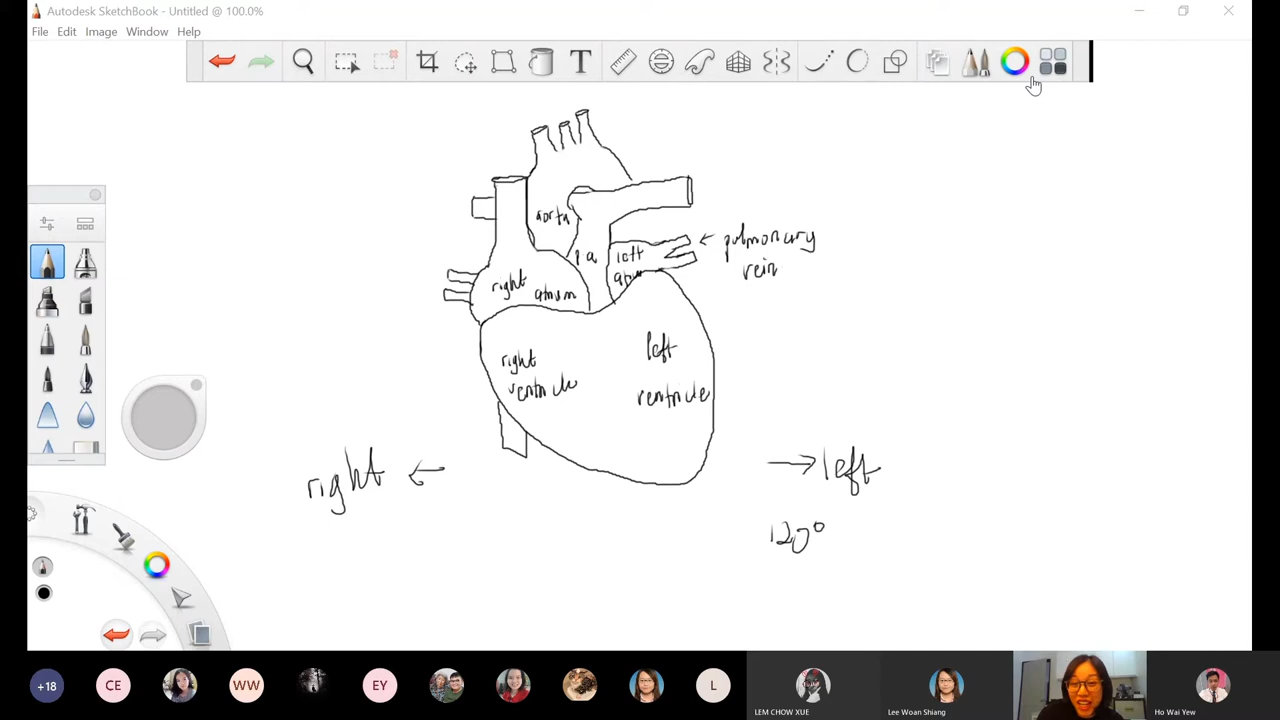 Autodesk SketchBook - Untitled @ 100.0%
File Edit Image Window Help
T
aorta
pa
left
atrium
← pulmonary
vein
right
atrium
right
ventricle
left
ventricle
right ←
→ left
120°
+18
CE
WW
EY
L
LEM CHOW XUE
Lee Woan Shiang
Ho Wai Yew